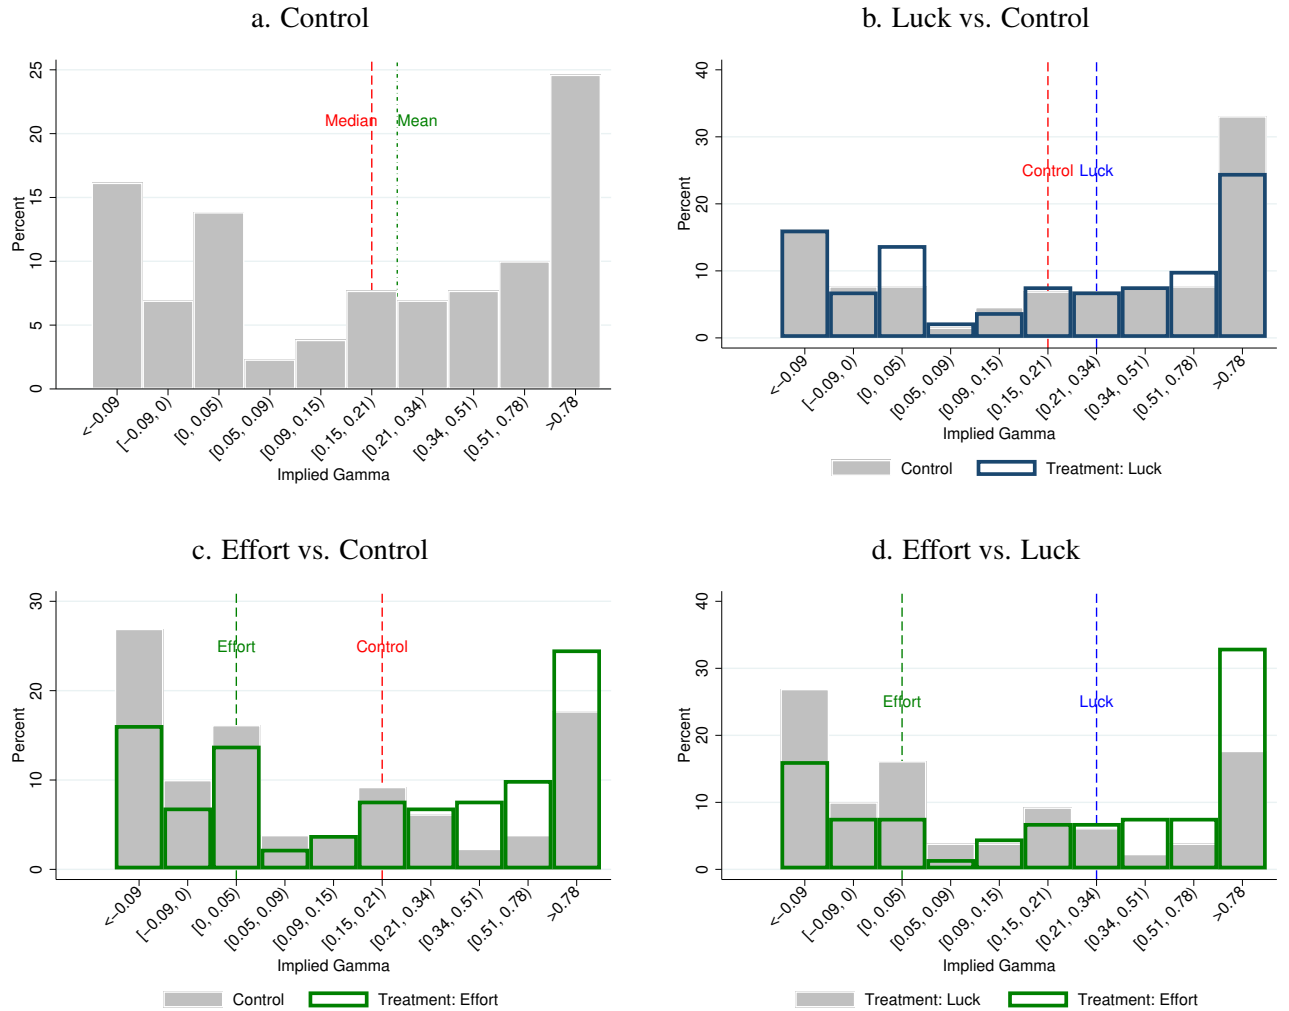 a. Control
Percent
25
20
15
10
5
0
Median
Mean
<−0.09
[−0.09, 0)
[0, 0.05)
[0.05, 0.09)
[0.09, 0.15)
[0.15, 0.21)
[0.21, 0.34)
[0.34, 0.51)
[0.51, 0.78)
>0.78
Implied Gamma
b. Luck vs. Control
Percent
40
30
20
10
0
Control
Luck
<−0.09
[−0.09, 0)
[0, 0.05)
[0.05, 0.09)
[0.09, 0.15)
[0.15, 0.21)
[0.21, 0.34)
[0.34, 0.51)
[0.51, 0.78)
>0.78
Implied Gamma
Control
Treatment: Luck
c. Effort vs. Control
Percent
30
20
10
0
Effort
Control
<−0.09
[−0.09, 0)
[0, 0.05)
[0.05, 0.09)
[0.09, 0.15)
[0.15, 0.21)
[0.21, 0.34)
[0.34, 0.51)
[0.51, 0.78)
>0.78
Implied Gamma
Control
Treatment: Effort
d. Effort vs. Luck
Percent
40
30
20
10
0
Effort
Luck
<−0.09
[−0.09, 0)
[0, 0.05)
[0.05, 0.09)
[0.09, 0.15)
[0.15, 0.21)
[0.21, 0.34)
[0.34, 0.51)
[0.51, 0.78)
>0.78
Implied Gamma
Treatment: Luck
Treatment: Effort